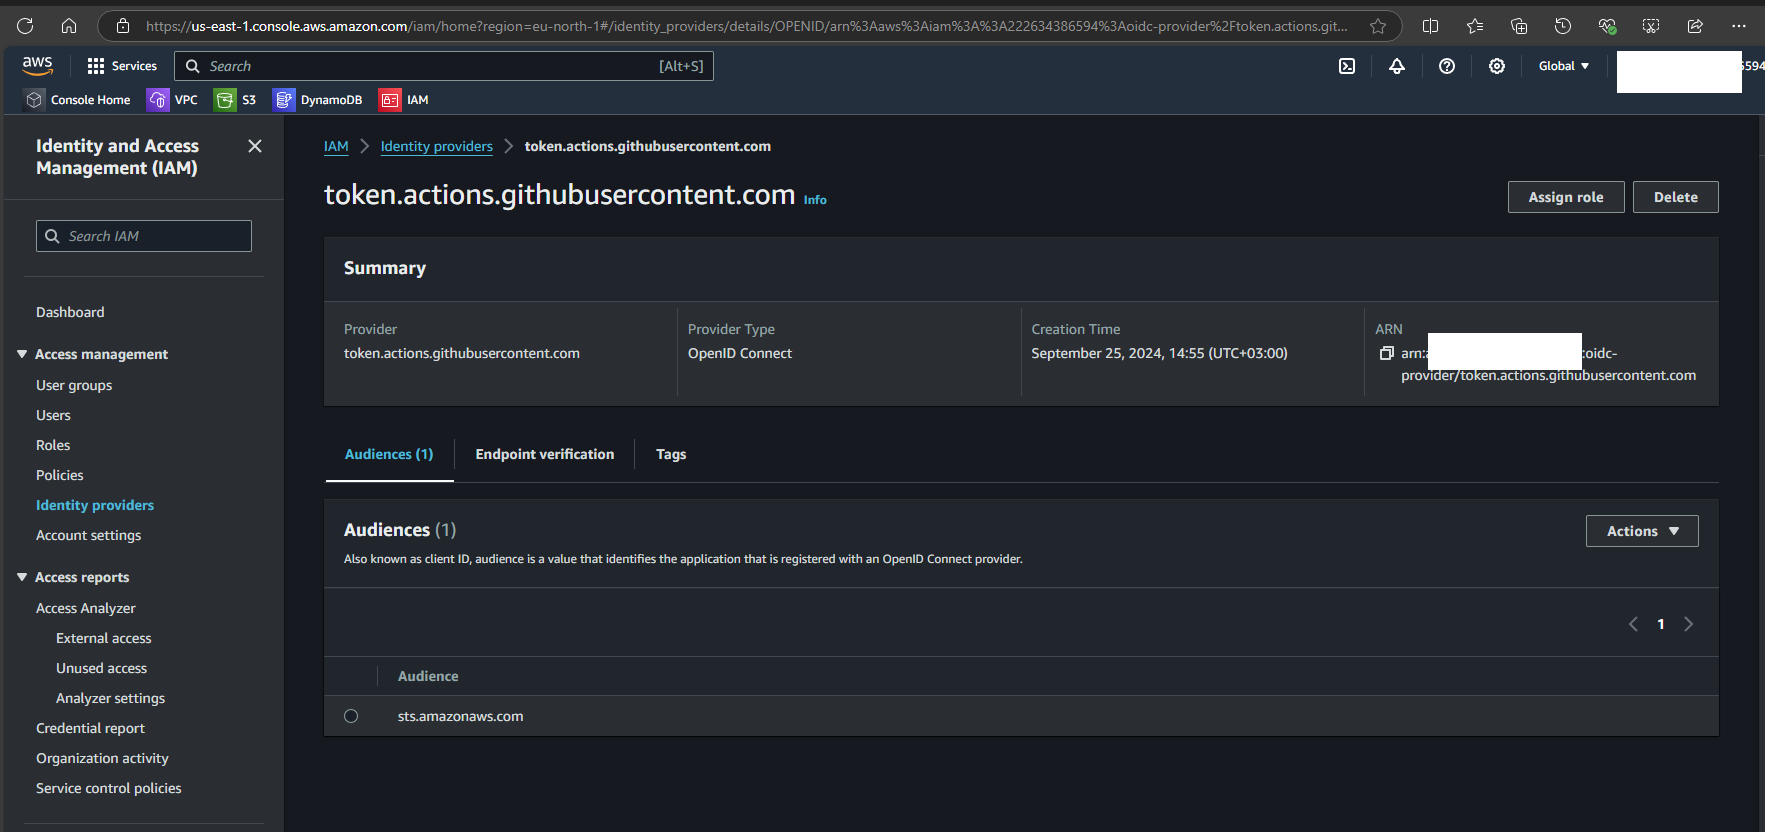 https://us-east-1.console.aws.amazon.com/iam/home?region=eu-north-1#/identity_providers/details/OPENID/arn%3Aaws%3Aiam%3A%3A222634386594%3Aoidc-provider%2Ftoken.actions.git...
aws Services Search [Alt+S] Global 6594
Console Home VPC S3 DynamoDB IAM
Identity and Access
Management (IAM)
Search IAM
Dashboard
Access management
User groups
Users
Roles
Policies
Identity providers
Account settings
Access reports
Access Analyzer
External access
Unused access
Analyzer settings
Credential report
Organization activity
Service control policies
IAM > Identity providers > token.actions.githubusercontent.com
token.actions.githubusercontent.com Info
Assign role Delete
Summary
Provider
token.actions.githubusercontent.com
Provider Type
OpenID Connect
Creation Time
September 25, 2024, 14:55 (UTC+03:00)
ARN
arn: :oidc-
provider/token.actions.githubusercontent.com
Audiences (1) Endpoint verification Tags
Audiences (1)
Actions
Also known as client ID, audience is a value that identifies the application that is registered with an OpenID Connect provider.
1
Audience
sts.amazonaws.com